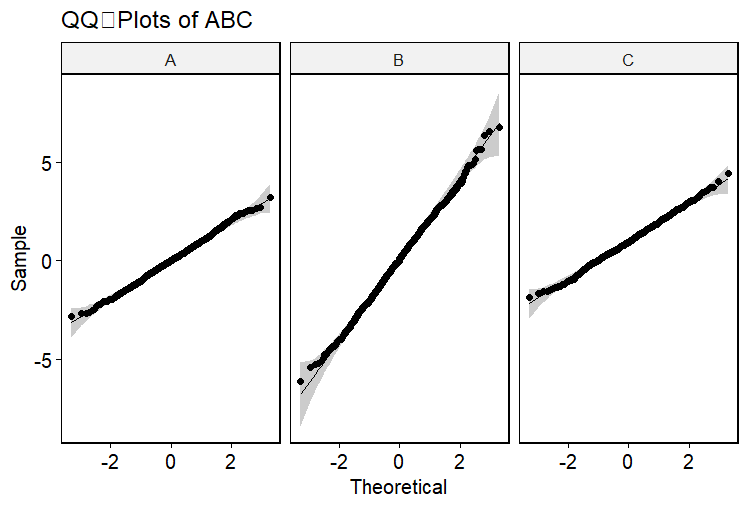 QQ□Plots of ABC
A B C
5
0
-5
Sample
-2 0 2 -2 0 2 -2 0 2
Theoretical